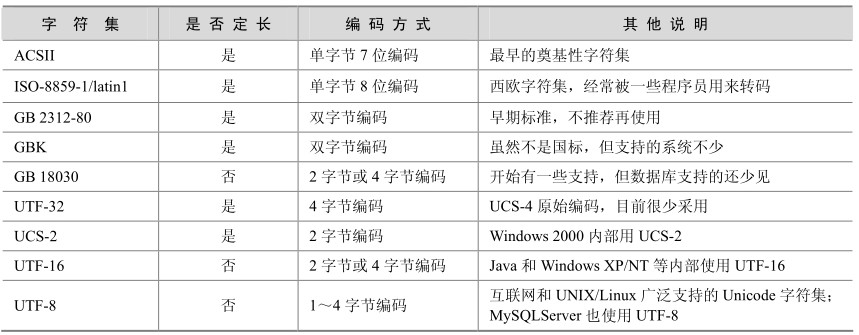 字 符 集 是 否 定 长 编 码 方 式 其 他 说 明
ACSII 是 单字节 7 位编码 最早的奠基性字符集
ISO-8859-1/latin1 是 单字节 8 位编码 西欧字符集，经常被一些程序员用来转码
GB 2312-80 是 双字节编码 早期标准，不推荐再使用
GBK 是 双字节编码 虽然不是国标，但支持的系统不少
GB 18030 否 2 字节或 4 字节编码 开始有一些支持，但数据库支持的还少见
UTF-32 是 4 字节编码 UCS-4 原始编码，目前很少采用
UCS-2 是 2 字节编码 Windows 2000 内部用 UCS-2
UTF-16 否 2 字节或 4 字节编码 Java 和 Windows XP/NT 等内部使用 UTF-16
UTF-8 否 1～4 字节编码 互联网和 UNIX/Linux 广泛支持的 Unicode 字符集；
MySQLServer 也使用 UTF-8